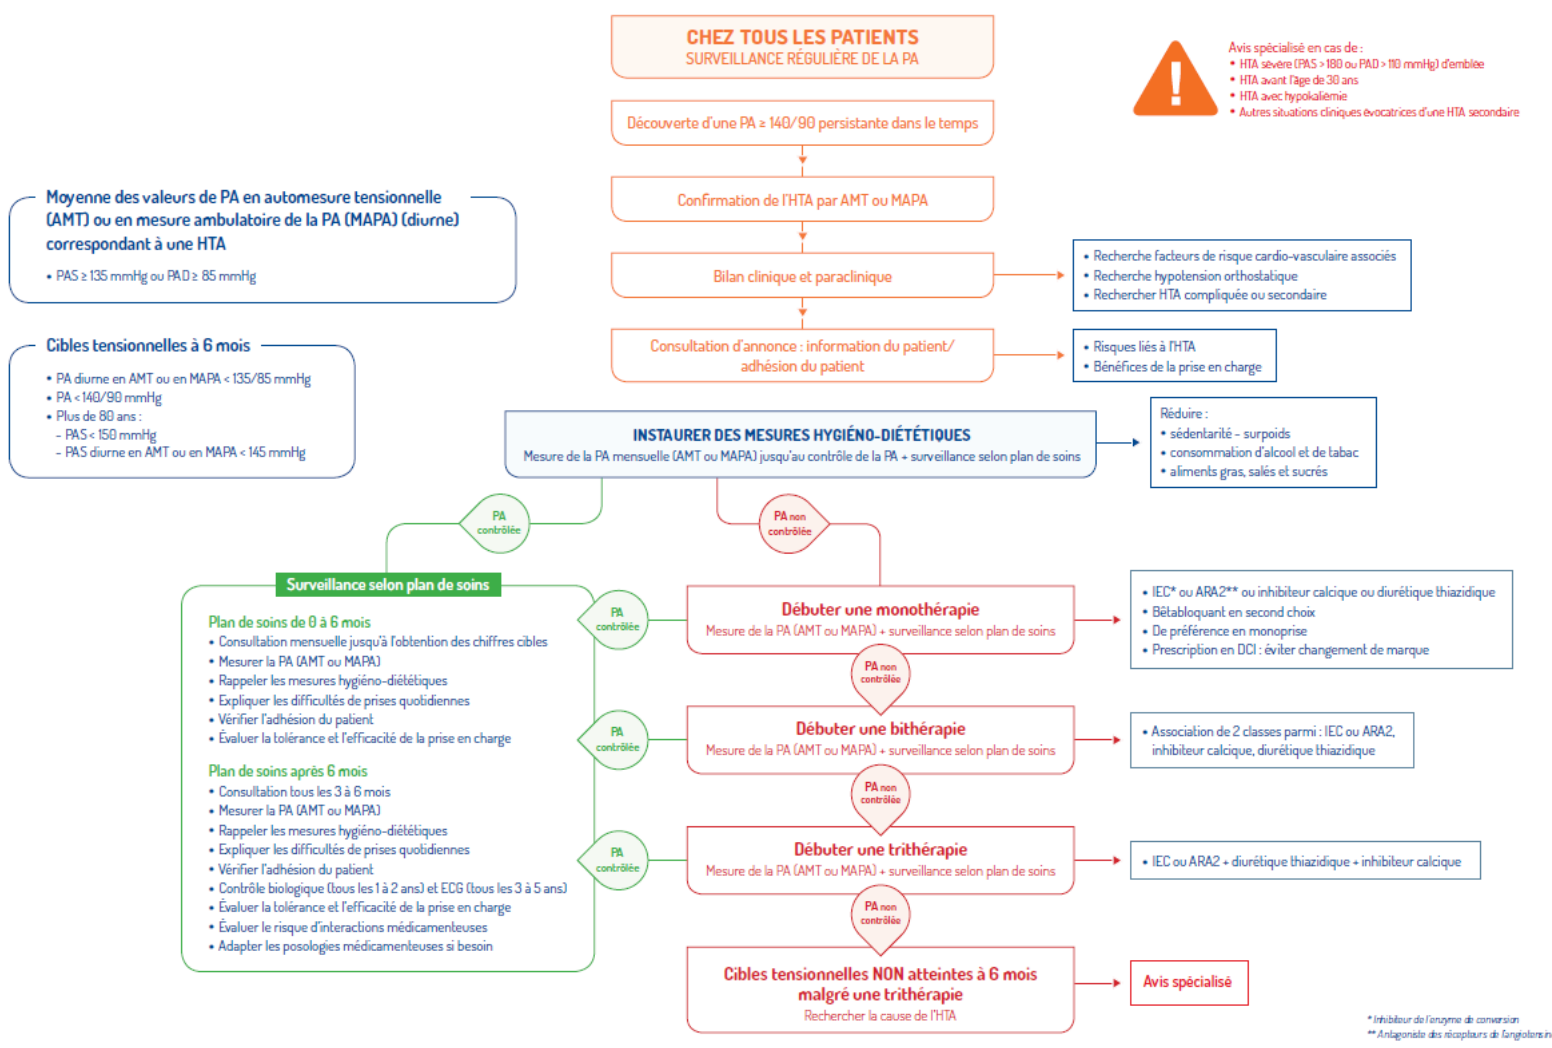 CHEZ TOUS LES PATIENTS
SURVEILLANCE RÉGULIÈRE DE LA PA
Avis spécialisé en cas de :
• HTA sévère (PAS > 180 ou PAD > 110 mmHg) d'emblée
• HTA avant l'âge de 30 ans
• HTA avec hypokaliémie
• Autres situations cliniques évocatrices d'une HTA secondaire
Découverte d'une PA ≥ 140/90 persistante dans le temps
Confirmation de l'HTA par AMT ou MAPA
Moyenne des valeurs de PA en automesure tensionnelle
(AMT) ou en mesure ambulatoire de la PA (MAPA) (diurne)
correspondant à une HTA
• PAS ≥ 135 mmHg ou PAD ≥ 85 mmHg
Bilan clinique et paraclinique
• Recherche facteurs de risque cardio-vasculaire associés
• Recherche hypotension orthostatique
• Rechercher HTA compliquée ou secondaire
Consultation d'annonce : information du patient/
adhésion du patient
• Risques liés à l'HTA
• Bénéfices de la prise en charge
Cibles tensionnelles à 6 mois
• PA diurne en AMT ou en MAPA < 135/85 mmHg
• PA < 140/90 mmHg
• Plus de 80 ans :
- PAS < 150 mmHg
- PAS diurne en AMT ou en MAPA < 145 mmHg
INSTAURER DES MESURES HYGIÉNO-DIÉTÉTIQUES
Mesure de la PA mensuelle (AMT ou MAPA) jusqu'au contrôle de la PA + surveillance selon plan de soins
Réduire :
• sédentarité – surpoids
• consommation d'alcool et de tabac
• aliments gras, salés et sucrés
PA
contrôlée
PA non
contrôlée
Surveillance selon plan de soins
Plan de soins de 0 à 6 mois
• Consultation mensuelle jusqu'à l'obtention des chiffres cibles
• Mesurer la PA (AMT ou MAPA)
• Rappeler les mesures hygiéno-diététiques
• Expliquer les difficultés de prises quotidiennes
• Vérifier l'adhésion du patient
• Évaluer la tolérance et l'efficacité de la prise en charge
Plan de soins après 6 mois
• Consultation tous les 3 à 6 mois
• Mesurer la PA (AMT ou MAPA)
• Rappeler les mesures hygiéno-diététiques
• Expliquer les difficultés de prises quotidiennes
• Vérifier l'adhésion du patient
• Contrôle biologique (tous les 1 à 2 ans) et ECG (tous les 3 à 5 ans)
• Évaluer la tolérance et l'efficacité de la prise en charge
• Évaluer le risque d'interactions médicamenteuses
• Adapter les posologies médicamenteuses si besoin
PA
contrôlée
Débuter une monothérapie
Mesure de la PA (AMT ou MAPA) + surveillance selon plan de soins
• IEC* ou ARA2** ou inhibiteur calcique ou diurétique thiazidique
• Bêtabloquant en second choix
• De préférence en monoprise
• Prescription en DCI : éviter changement de marque
PA non
contrôlée
PA
contrôlée
Débuter une bithérapie
Mesure de la PA (AMT ou MAPA) + surveillance selon plan de soins
• Association de 2 classes parmi : IEC ou ARA2,
inhibiteur calcique, diurétique thiazidique
PA non
contrôlée
PA
contrôlée
Débuter une trithérapie
Mesure de la PA (AMT ou MAPA) + surveillance selon plan de soins
• IEC ou ARA2 + diurétique thiazidique + inhibiteur calcique
PA non
contrôlée
Cibles tensionnelles NON atteintes à 6 mois
malgré une trithérapie
Rechercher la cause de l'HTA
Avis spécialisé
* Inhibiteur de l'enzyme de conversion
** Antagoniste des récepteurs de l'angiotensin